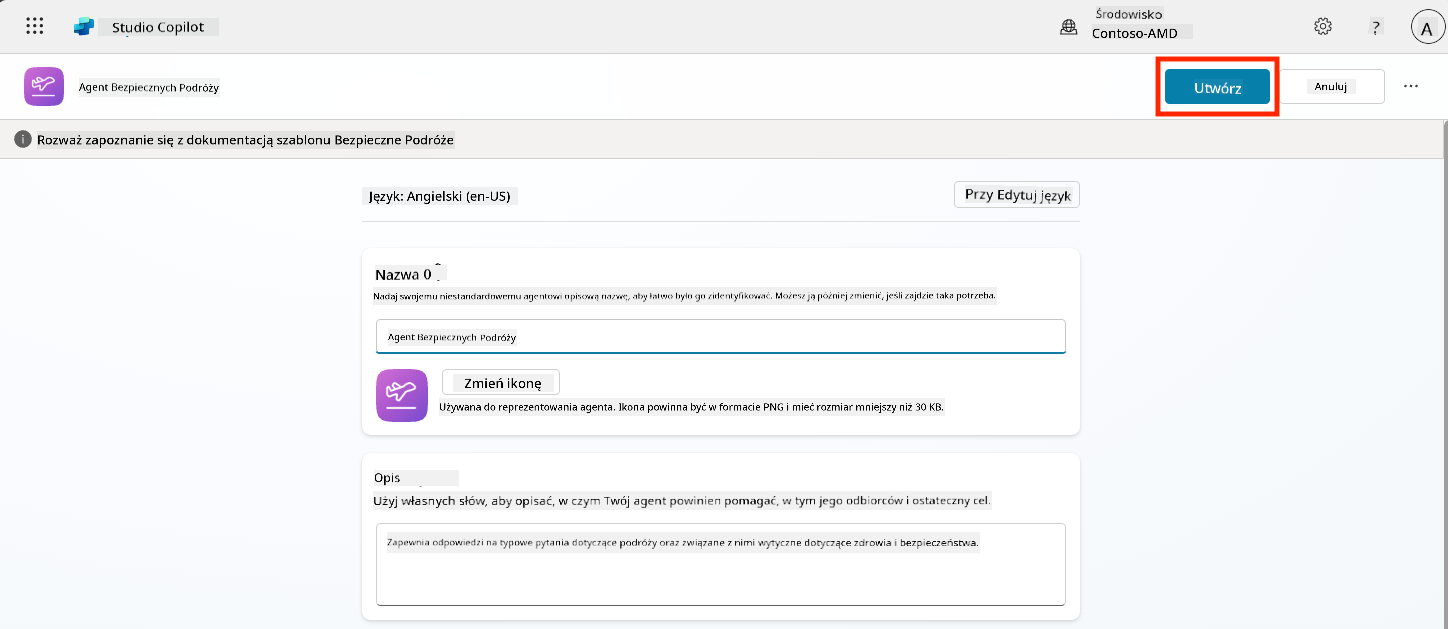 Studio Copilot
Środowisko
Contoso-AMD
?
A
Agent Bezpiecznych Podróży
Utwórz
Anuluj
...
i Rozważ zapoznanie się z dokumentacją szablonu Bezpieczne Podróże
Język: Angielski (en-US)
Przy Edytuj język
Nazwa 0
Nadaj swojemu niestandardowemu agentowi opisową nazwę, aby łatwo było go zidentyfikować. Możesz ją później zmienić, jeśli zajdzie taka potrzeba.
Agent Bezpiecznych Podróży
Zmień ikonę
Używana do reprezentowania agenta. Ikona powinna być w formacie PNG i mieć rozmiar mniejszy niż 30 KB.
Opis
Użyj własnych słów, aby opisać, w czym Twój agent powinien pomagać, w tym jego odbiorców i ostateczny cel.
Zapewnia odpowiedzi na typowe pytania dotyczące podróży oraz związane z nimi wytyczne dotyczące zdrowia i bezpieczeństwa.